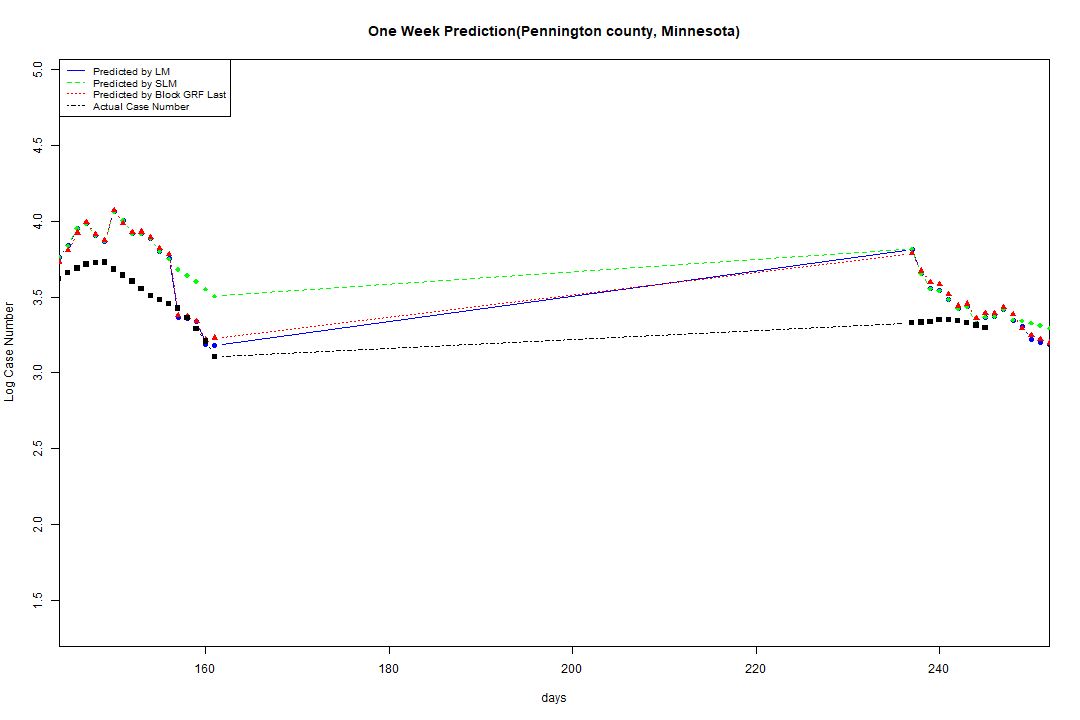 One Week Prediction(Pennington county, Minnesota)
Predicted by LM
Predicted by SLM
Predicted by Block GRF Last
Actual Case Number
5.0
4.5
4.0
3.5
3.0
2.5
2.0
1.5
Log Case Number
160
180
200
220
240
days